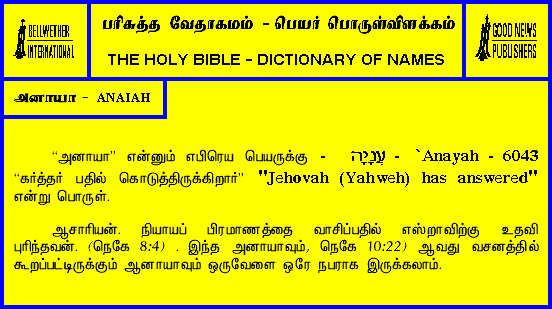 BELLWETHER
INTERNATIONAL
பரிசுத்த வேதாகமம் - பெயர் பொருள்விளக்கம்
THE HOLY BIBLE - DICTIONARY OF NAMES
GOOD NEWS
PUBLISHERS
அனாயா - ANAIAH
“அனாயா” என்னும் எபிரெய பெயருக்கு - עֲנָיָה - `Anayah - 6043
“கர்த்தர் பதில் கொடுத்திருக்கிறார்” "Jehovah (Yahweh) has answered"
என்று பொருள்.
ஆசாரியன். நியாயப் பிரமாணத்தை வாசிப்பதில் எஸ்றாவிற்கு உதவி
புரிந்தவன். (நெகே 8:4) . இந்த அனாயாவும், நெகே 10:22) ஆவது வசனத்தில்
கூறப்பட்டிருக்கும் ஆனாயாவும் ஒருவேளை ஒரே நபராக இருக்கலாம்.